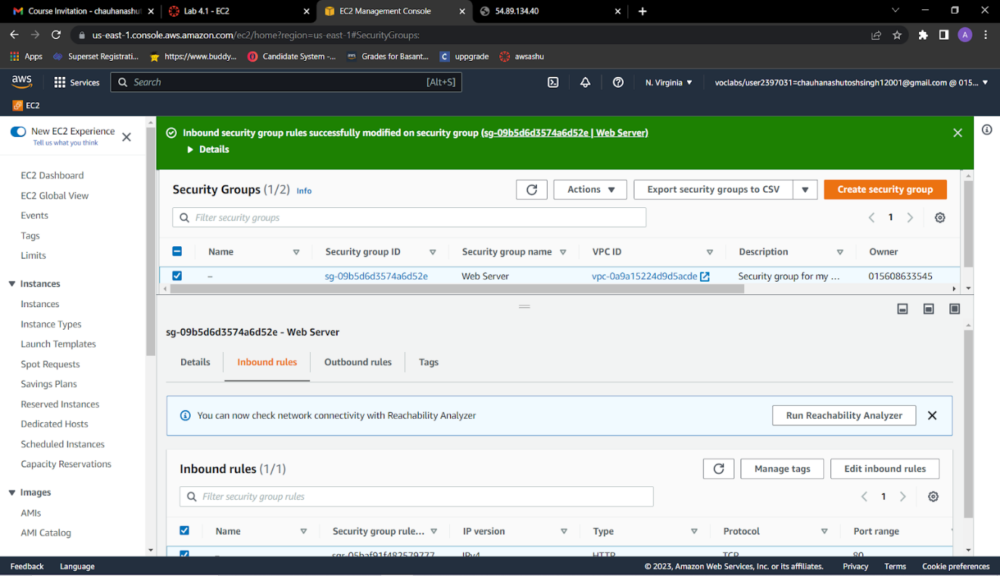 Course Invitation - chauhanashut
Lab 4.1 - EC2
EC2 Management Console
54.89.134.40
us-east-1.console.aws.amazon.com/ec2/home?region=us-east-1#SecurityGroups:
A
Apps
Superset Registrati...
https://www.buddy...
Candidate System -...
aws
Grades for Basant...
C
uppgrade
awsashu
aws
Services
Search
[Alt+S]
N. Virginia
voclabs/user2397031=chauhanashutoshsingh12001@gmail.com @ 015...
EC2
New EC2 Experience
Tell us what you think
Inbound security group rules successfully modified on security group (sg-09b5d6d3574a6d52e | Web Server)
Details
EC2 Dashboard
EC2 Global View
Events
Tags
Limits
Instances
Instances
Instance Types
Launch Templates
Spot Requests
Savings Plans
Reserved Instances
Dedicated Hosts
Scheduled Instances
Capacity Reservations
Images
AMIs
AMI Catalog
Security Groups (1/2) Info
Actions
Export security groups to CSV
Create security group
Filter security groups
1
Name
Security group ID
Security group name
VPC ID
Description
Owner
–
sg-09b5d6d3574a6d52e
Web Server
vpc-0a9a15224d9d5acde
Security group for my ...
015608633545
sg-09b5d6d3574a6d52e - Web Server
Details
Inbound rules
Outbound rules
Tags
You can now check network connectivity with Reachability Analyzer
Run Reachability Analyzer
Inbound rules (1/1)
Manage tags
Edit inbound rules
Filter security group rules
1
Name
Security group rule...
IP version
Type
Protocol
Port range
–
sgr-05baf91f482579777
IPv4
HTTP
TCP
80
Feedback
Language
© 2023, Amazon Web Services, Inc. or its affiliates.
Privacy
Terms
Cookie preferences